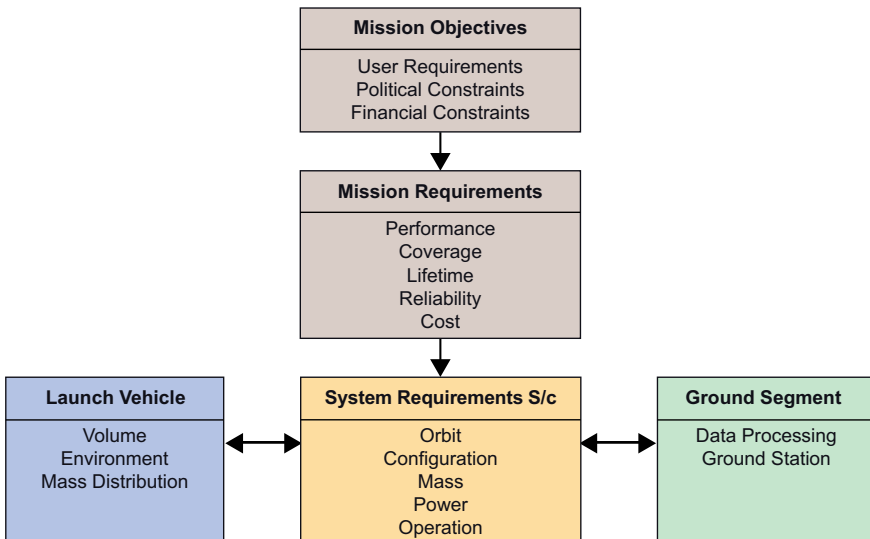 Mission Objectives
User Requirements
Political Constraints
Financial Constraints
Mission Requirements
Performance
Coverage
Lifetime
Reliability
Cost
Launch Vehicle
Volume
Environment
Mass Distribution
System Requirements S/c
Orbit
Configuration
Mass
Power
Operation
Ground Segment
Data Processing
Ground Station